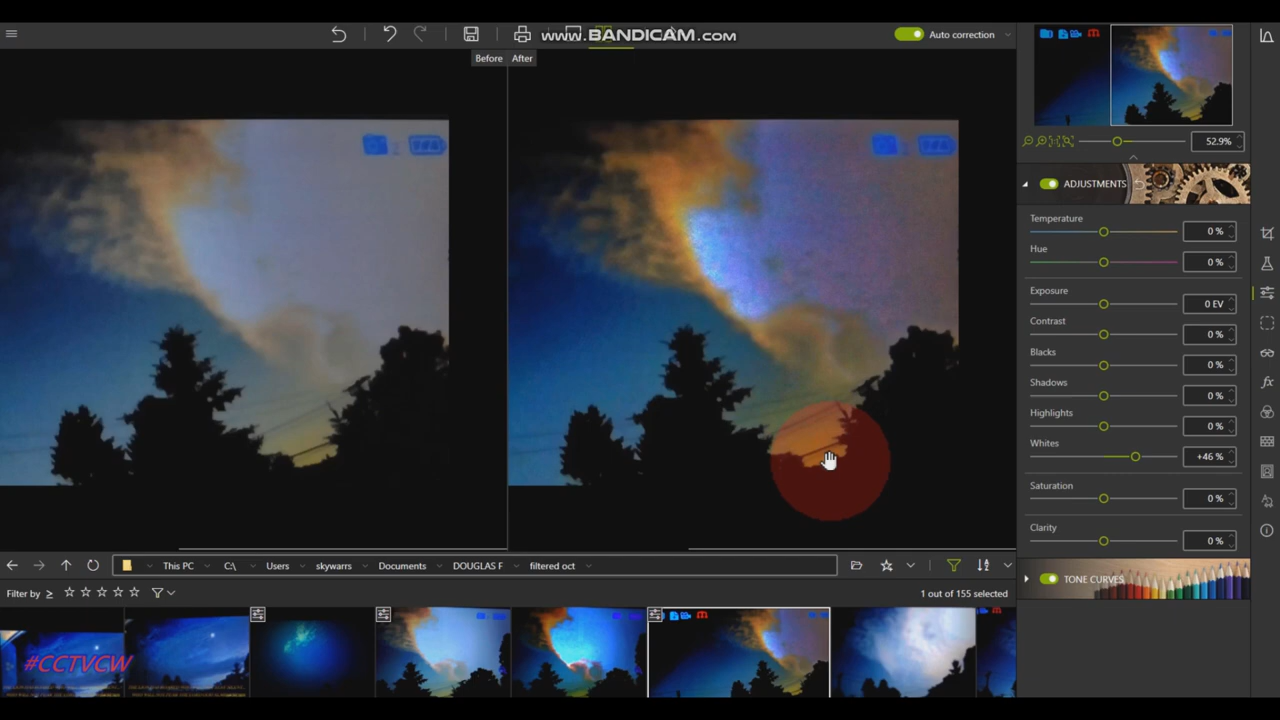 www.BANDICAM.com
Auto correction
Before After
52.9%
ADJUSTMENTS
Temperature
0 %
Hue
0 %
Exposure
0 EV
Contrast
0 %
Blacks
0 %
Shadows
0 %
Highlights
0 %
Whites
+46 %
Saturation
0 %
Clarity
0 %
TONE CURVES
This PC C:\ Users skywarrs Documents DOUGLAS F filtered oct
Filter by ≥
1 out of 155 selected
#CCTVCW